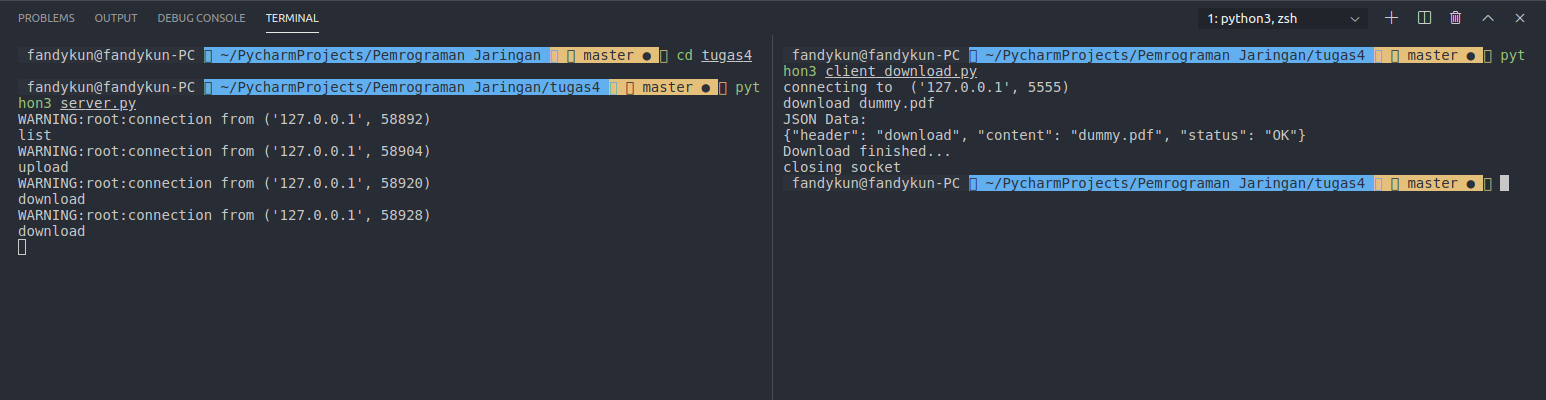 PROBLEMS OUTPUT DEBUG CONSOLE TERMINAL 1: python3, zsh
fandykun@fandykun-PC ~/PycharmProjects/Pemrograman Jaringan master ● cd tugas4
fandykun@fandykun-PC ~/PycharmProjects/Pemrograman Jaringan/tugas4 master ● pyt
hon3 server.py
WARNING:root:connection from ('127.0.0.1', 58892)
list
WARNING:root:connection from ('127.0.0.1', 58904)
upload
WARNING:root:connection from ('127.0.0.1', 58920)
download
WARNING:root:connection from ('127.0.0.1', 58928)
download
fandykun@fandykun-PC ~/PycharmProjects/Pemrograman Jaringan/tugas4 master ● pyt
hon3 client_download.py
connecting to  ('127.0.0.1', 5555)
download dummy.pdf
JSON Data:
{"header": "download", "content": "dummy.pdf", "status": "OK"}
Download finished...
closing socket
fandykun@fandykun-PC ~/PycharmProjects/Pemrograman Jaringan/tugas4 master ●